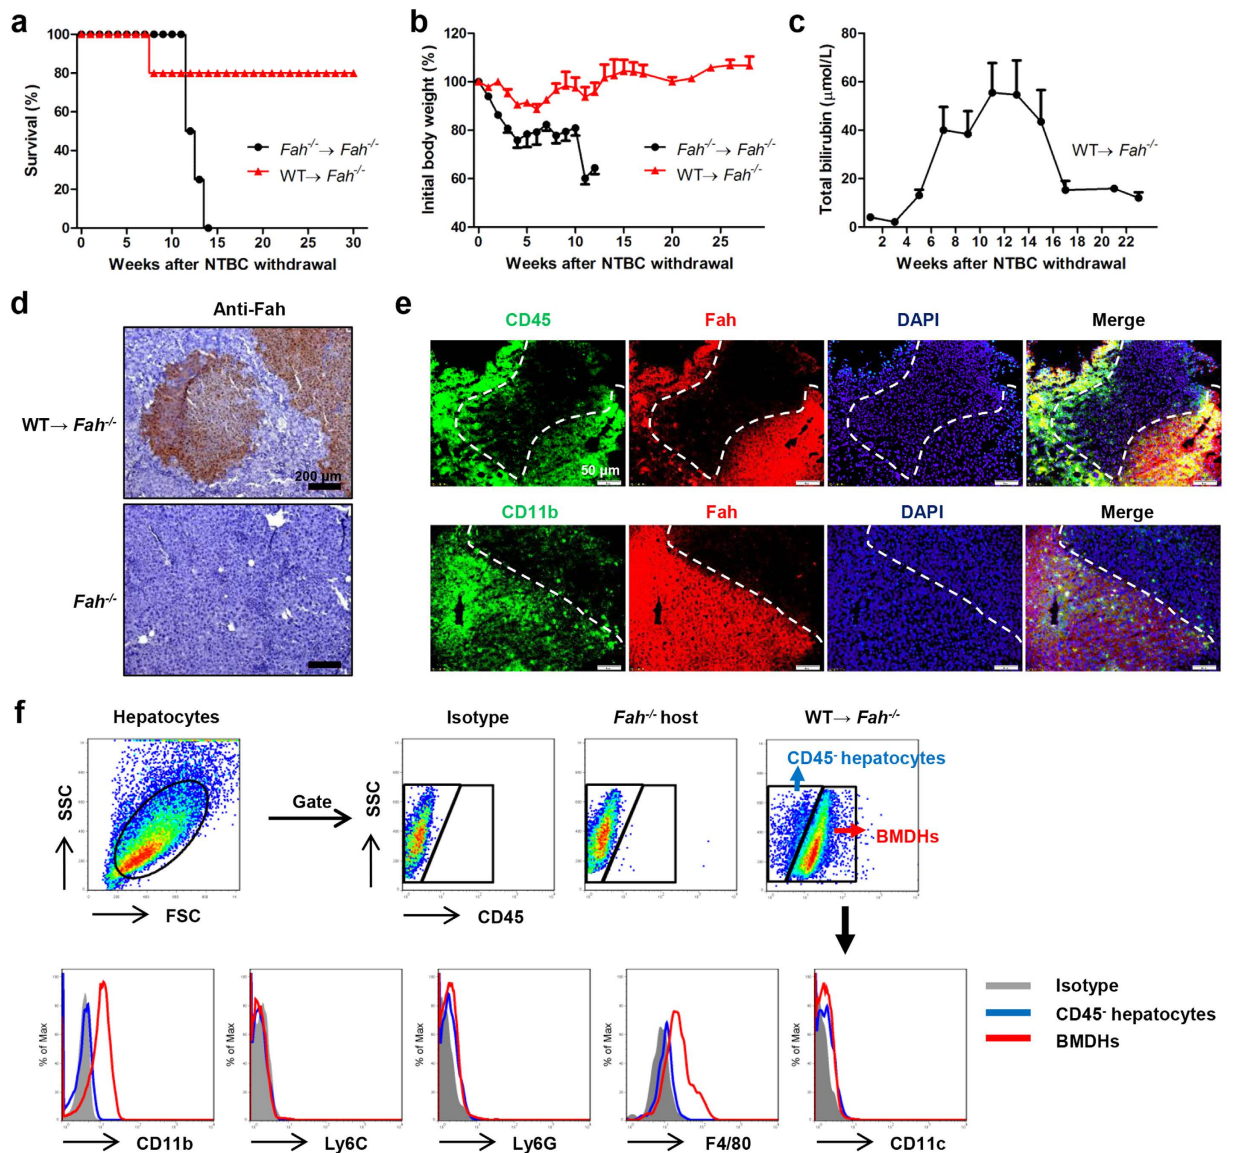 a
120
100
80
60
40
20
0
Survival (%)
0 5 10 15 20 25 30
Weeks after NTBC withdrawal
Fah-/-→ Fah-/-
WT→ Fah-/-
b
120
100
80
60
40
Initial body weight (%)
0 5 10 15 20 25
Weeks after NTBC withdrawal
Fah-/-→ Fah-/-
WT→ Fah-/-
c
80
60
40
20
0
Total bilirubin (μmol/L)
2 4 6 8 10 12 14 16 18 20 22
Weeks after NTBC withdrawal
WT→ Fah-/-
d
Anti-Fah
WT→ Fah-/-
200 μm
Fah-/-
e
CD45 Fah DAPI Merge
50 μm
CD11b Fah DAPI Merge
f
Hepatocytes
SSC
FSC
Gate
Isotype
Fah-/- host
WT→ Fah-/-
SSC
CD45
CD45- hepatocytes
BMDHs
% of Max
CD11b
% of Max
Ly6C
% of Max
Ly6G
% of Max
F4/80
% of Max
CD11c
Isotype
CD45- hepatocytes
BMDHs